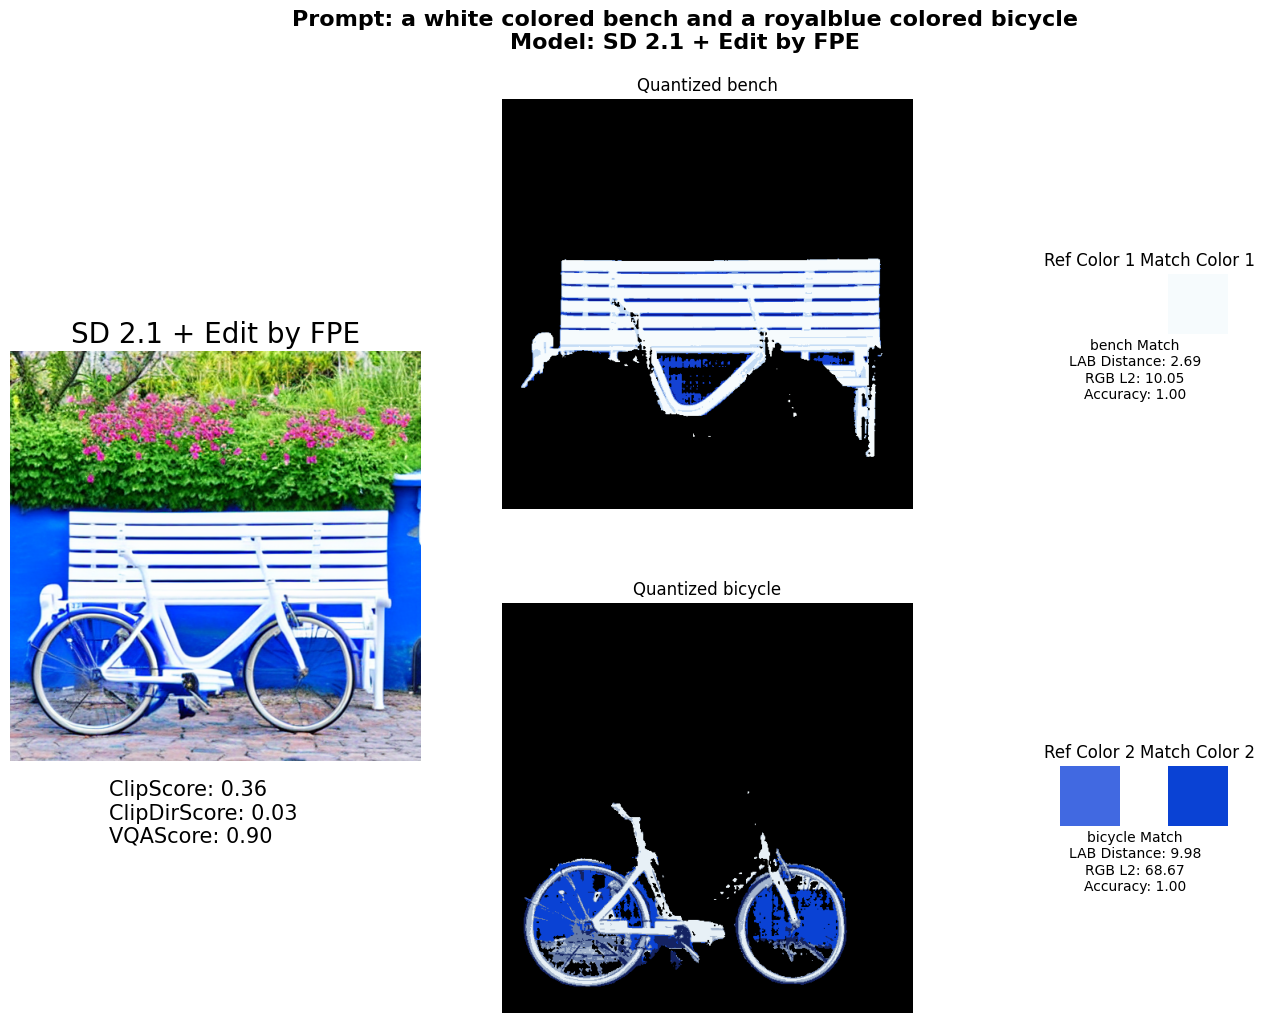 Prompt: a white colored bench and a royalblue colored bicycle
Model: SD 2.1 + Edit by FPE
SD 2.1 + Edit by FPE
ClipScore: 0.36
ClipDirScore: 0.03
VQAScore: 0.90
Quantized bench
Ref Color 1 Match Color 1
bench Match
LAB Distance: 2.69
RGB L2: 10.05
Accuracy: 1.00
Quantized bicycle
Ref Color 2 Match Color 2
bicycle Match
LAB Distance: 9.98
RGB L2: 68.67
Accuracy: 1.00